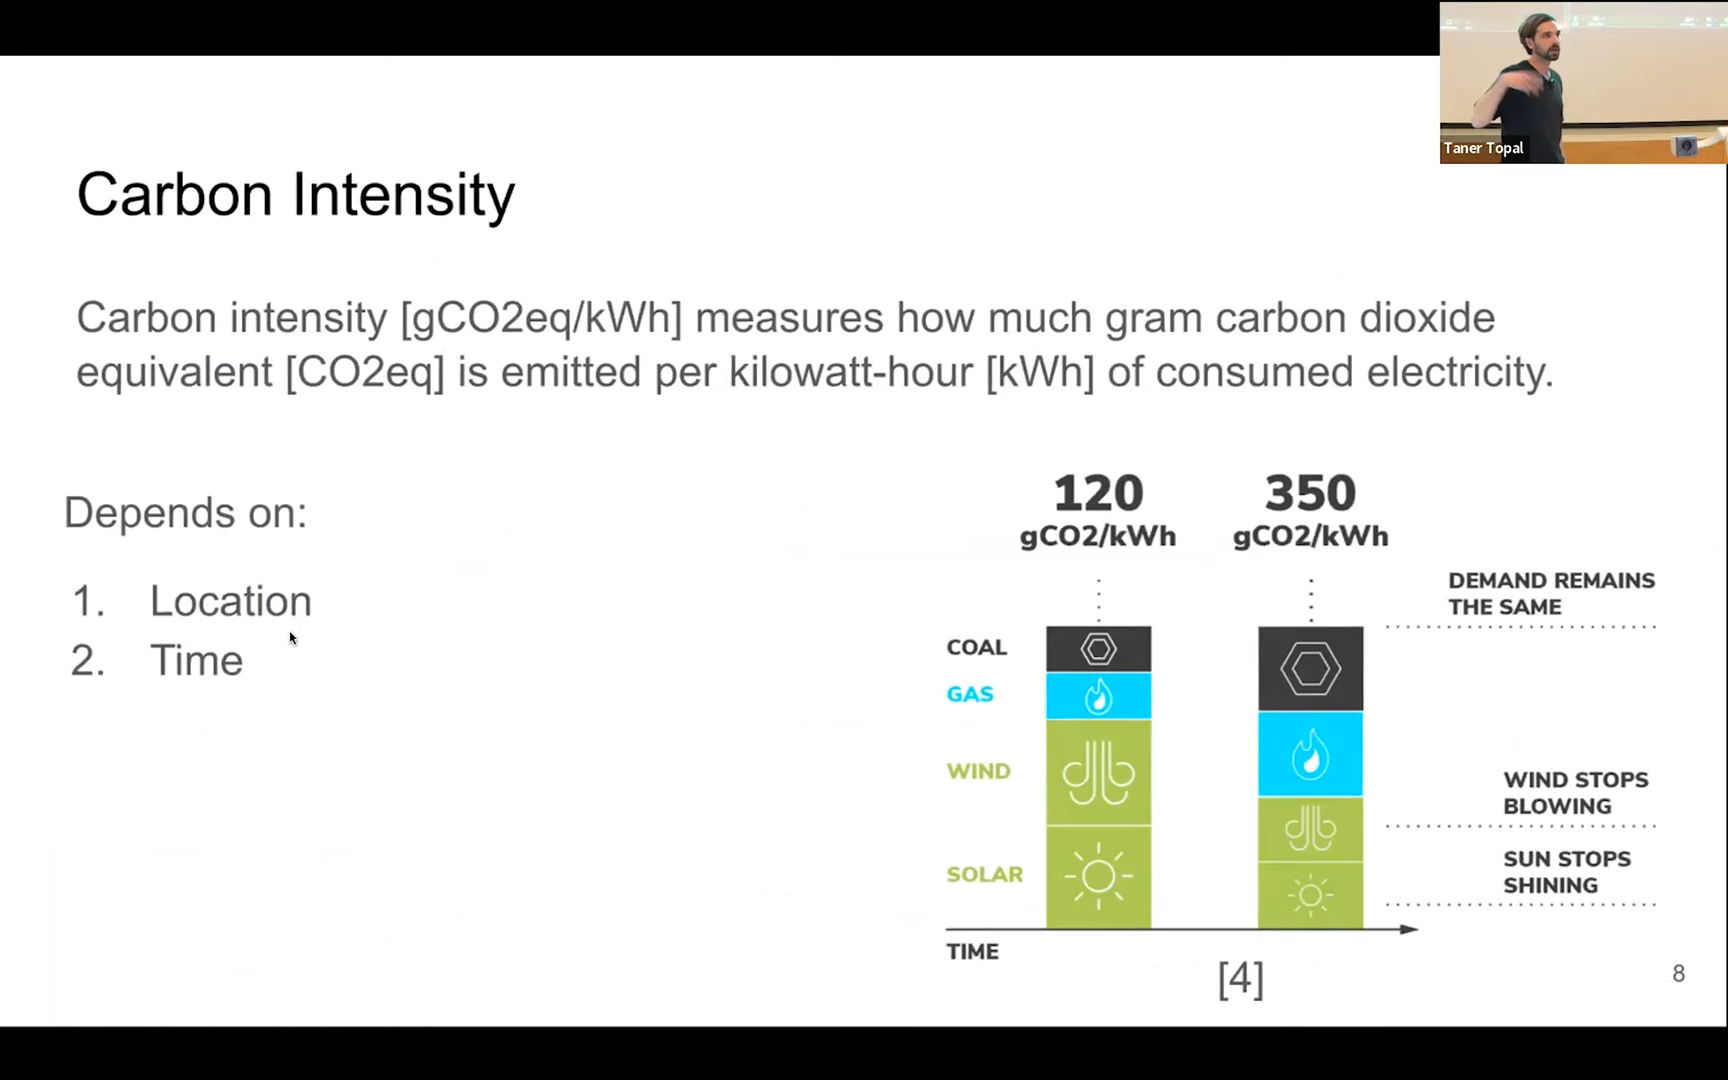 Taner Topal
Carbon Intensity
Carbon intensity [gCO2eq/kWh] measures how much gram carbon dioxide
equivalent [CO2eq] is emitted per kilowatt-hour [kWh] of consumed electricity.
Depends on:
1. Location
2. Time
120
gCO2/kWh
350
gCO2/kWh
DEMAND REMAINS
THE SAME
COAL
GAS
WIND
SOLAR
WIND STOPS
BLOWING
SUN STOPS
SHINING
TIME
[4]
8